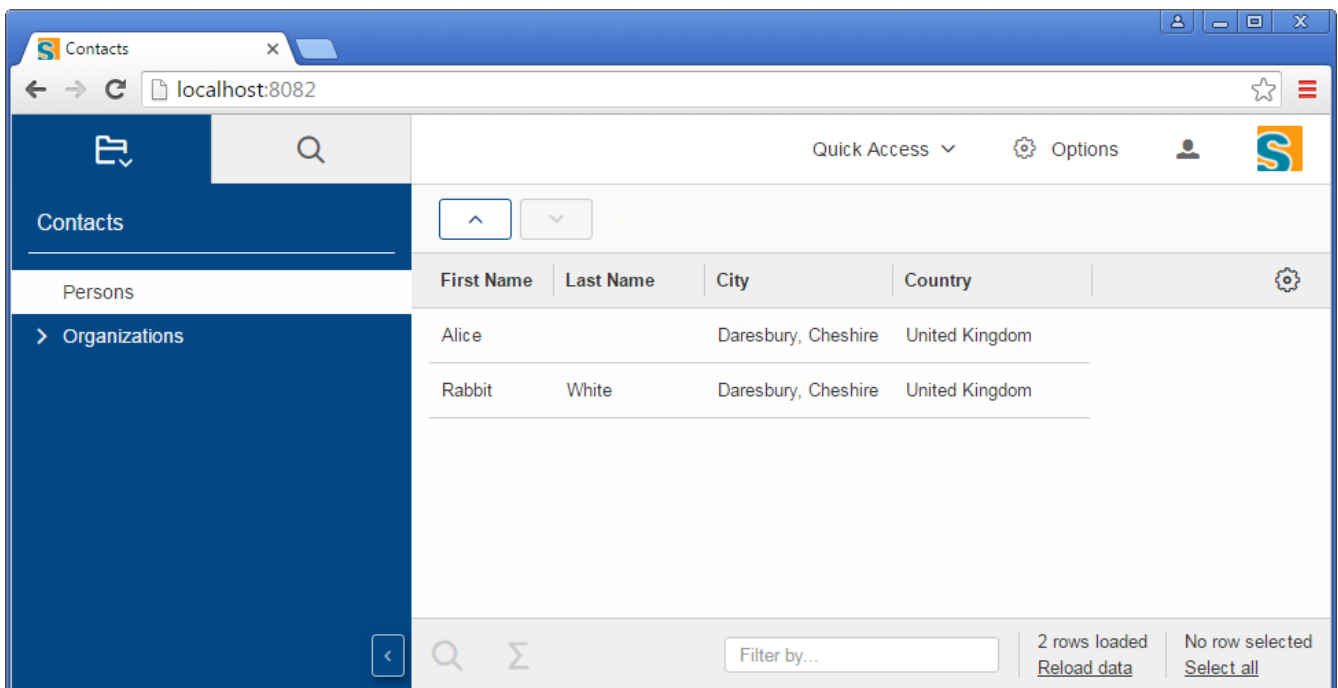 Contacts
localhost:8082
Quick Access Options
Contacts
Persons
Organizations
First Name Last Name City Country
Alice Daresbury, Cheshire United Kingdom
Rabbit White Daresbury, Cheshire United Kingdom
Filter by...
2 rows loaded
Reload data
No row selected
Select all